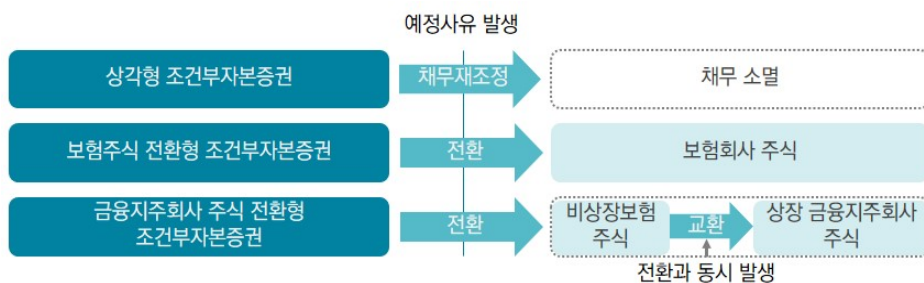 예정사유 발생
상각형 조건부자본증권
채무재조정
채무 소멸
보험주식 전환형 조건부자본증권
전환
보험회사 주식
금융지주회사 주식 전환형
조건부자본증권
전환
비상장보험
주식
교환
상장 금융지주회사
주식
전환과 동시 발생